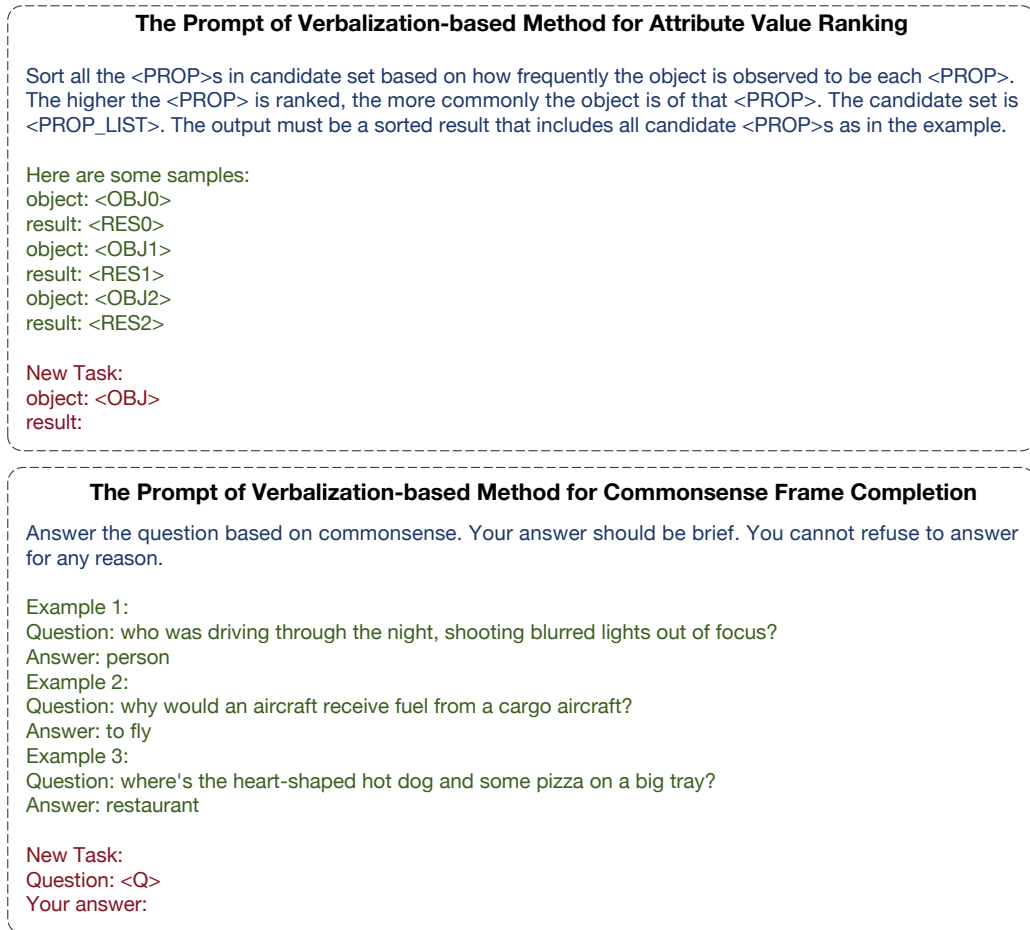 The Prompt of Verbalization-based Method for Attribute Value Ranking
Sort all the <PROP>s in candidate set based on how frequently the object is observed to be each <PROP>.
The higher the <PROP> is ranked, the more commonly the object is of that <PROP>. The candidate set is
<PROP_LIST>. The output must be a sorted result that includes all candidate <PROP>s as in the example.
Here are some samples:
object: <OBJ0>
result: <RES0>
object: <OBJ1>
result: <RES1>
object: <OBJ2>
result: <RES2>
New Task:
object: <OBJ>
result:
The Prompt of Verbalization-based Method for Commonsense Frame Completion
Answer the question based on commonsense. Your answer should be brief. You cannot refuse to answer
for any reason.
Example 1:
Question: who was driving through the night, shooting blurred lights out of focus?
Answer: person
Example 2:
Question: why would an aircraft receive fuel from a cargo aircraft?
Answer: to fly
Example 3:
Question: where's the heart-shaped hot dog and some pizza on a big tray?
Answer: restaurant
New Task:
Question: <Q>
Your answer: